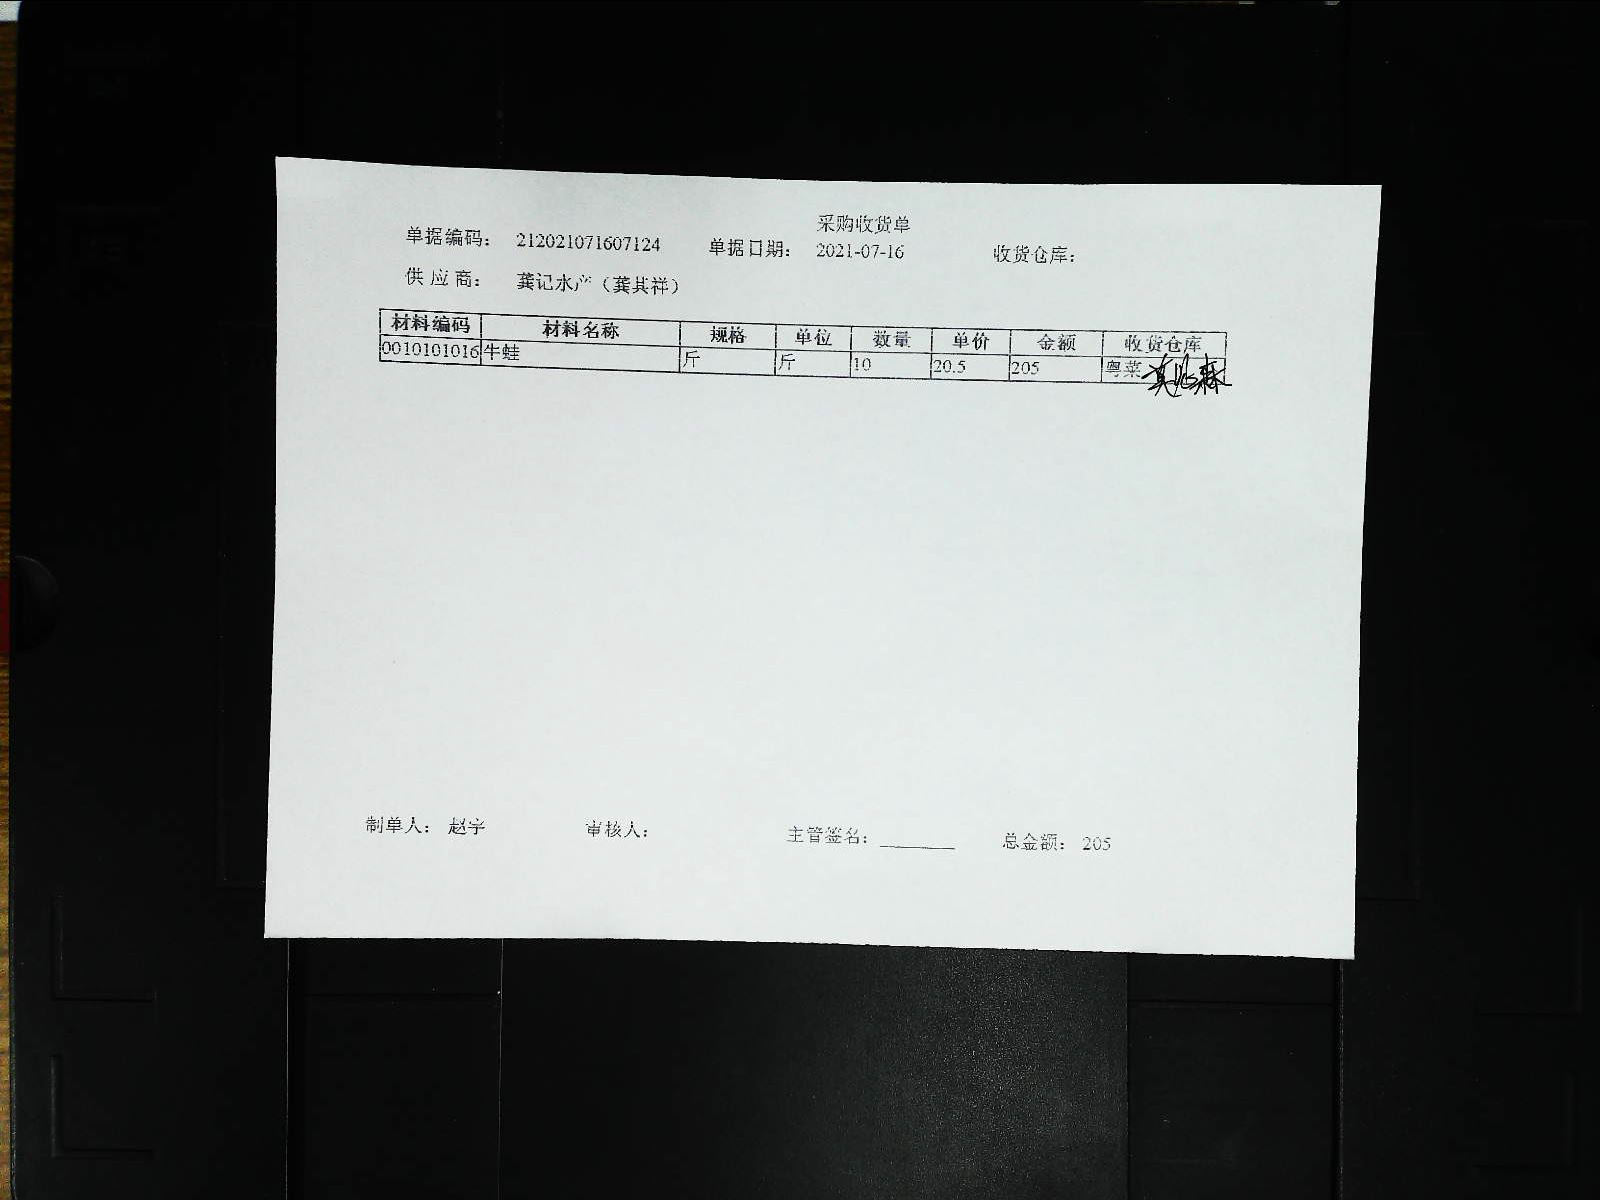 采购收货单
单据编码： 212021071607124 单据日期： 2021-07-16 收货仓库：
供 应 商： 龚记水产（龚其祥）
材料编码 材料名称 规格 单位 数量 单价 金额 收货仓库
0010101016 牛蛙 斤 斤 10 20.5 205 粤菜
制单人： 赵宇 审核人： 主管签名：________ 总金额： 205